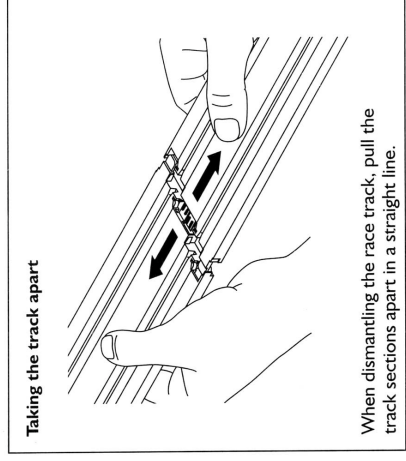 Taking the track apart
When dismantling the race track, pull the
track sections apart in a straight line.